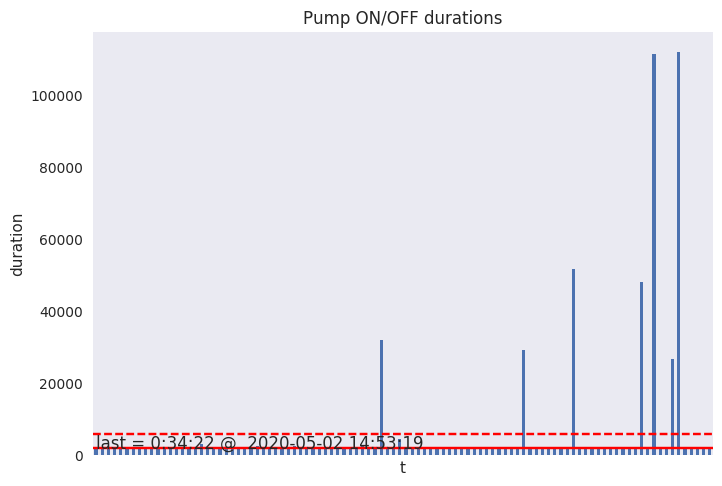 Pump ON/OFF durations
100000
80000
60000
40000
20000
0
duration
last = 0:34:22 @  2020-05-02 14:53:19
t